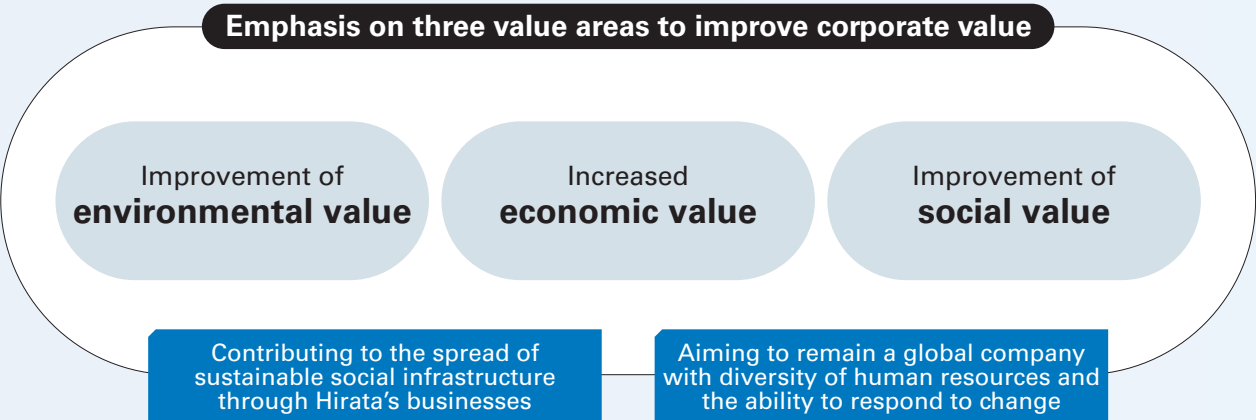 Emphasis on three value areas to improve corporate value
Improvement of
environmental value
Increased
economic value
Improvement of
social value
Contributing to the spread of
sustainable social infrastructure
through Hirata's businesses
Aiming to remain a global company
with diversity of human resources and
the ability to respond to change